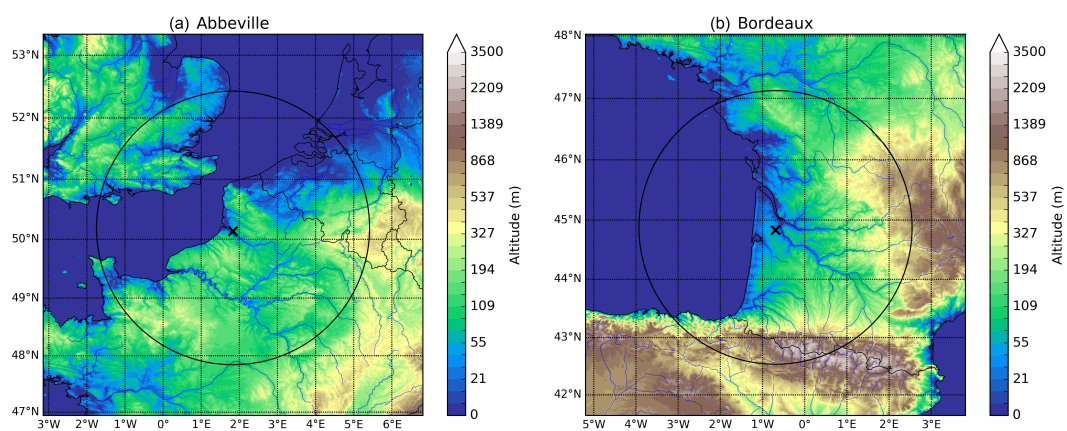 (a) Abbeville
53°N
52°N
51°N
50°N
49°N
48°N
47°N
3°W 2°W 1°W 0° 1°E 2°E 3°E 4°E 5°E 6°E
3500
2209
1389
868
537
327
194
109
55
21
0
Altitude (m)
(b) Bordeaux
48°N
47°N
46°N
45°N
44°N
43°N
42°N
5°W 4°W 3°W 2°W 1°W 0° 1°E 2°E 3°E
3500
2209
1389
868
537
327
194
109
55
21
0
Altitude (m)